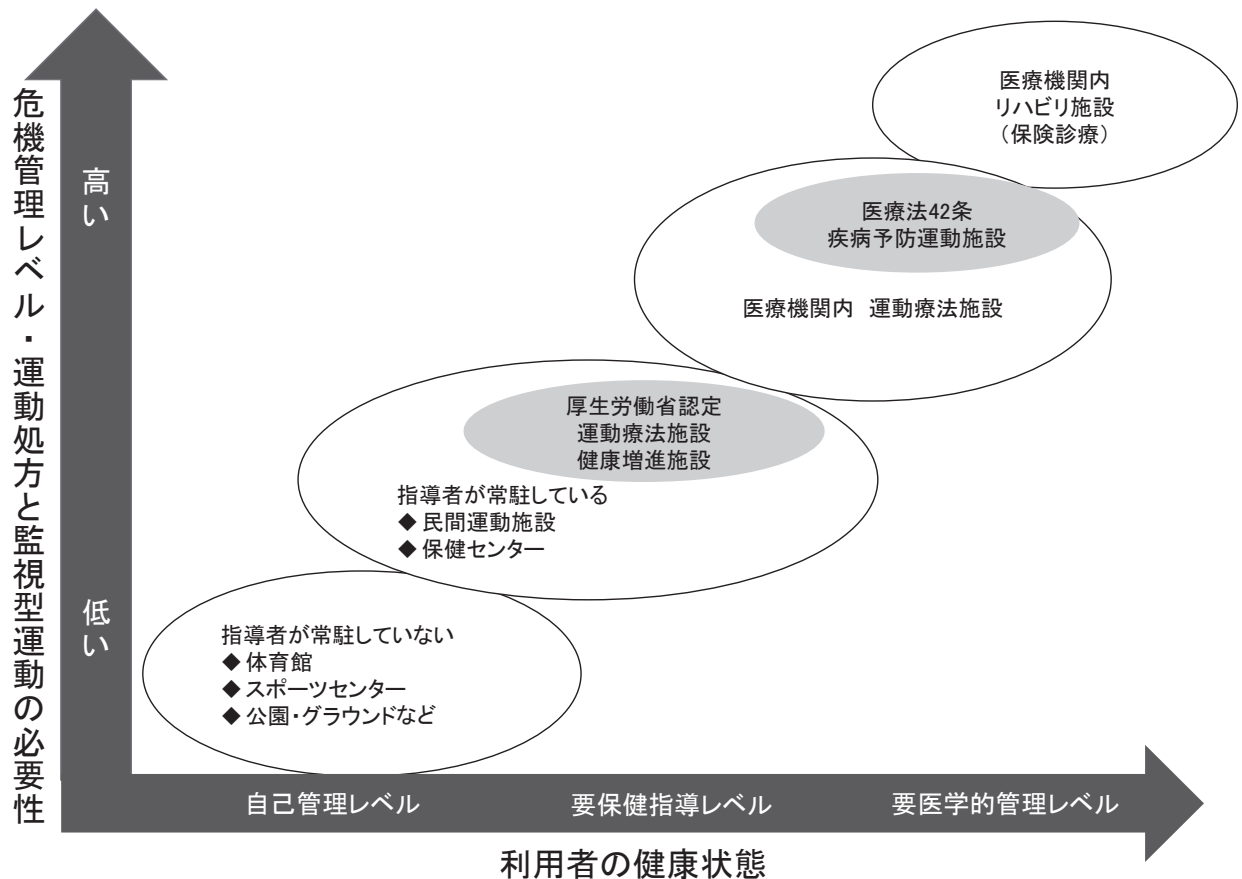 危機管理レベル・運動処方と監視型運動の必要性
高い
低い
医療機関内
リハビリ施設
（保険診療）
医療法42条
疾病予防運動施設
医療機関内　運動療法施設
厚生労働省認定
運動療法施設
健康増進施設
指導者が常駐している
◆ 民間運動施設
◆ 保健センター
指導者が常駐していない
◆ 体育館
◆ スポーツセンター
◆ 公園・グラウンドなど
自己管理レベル
要保健指導レベル
要医学的管理レベル
利用者の健康状態